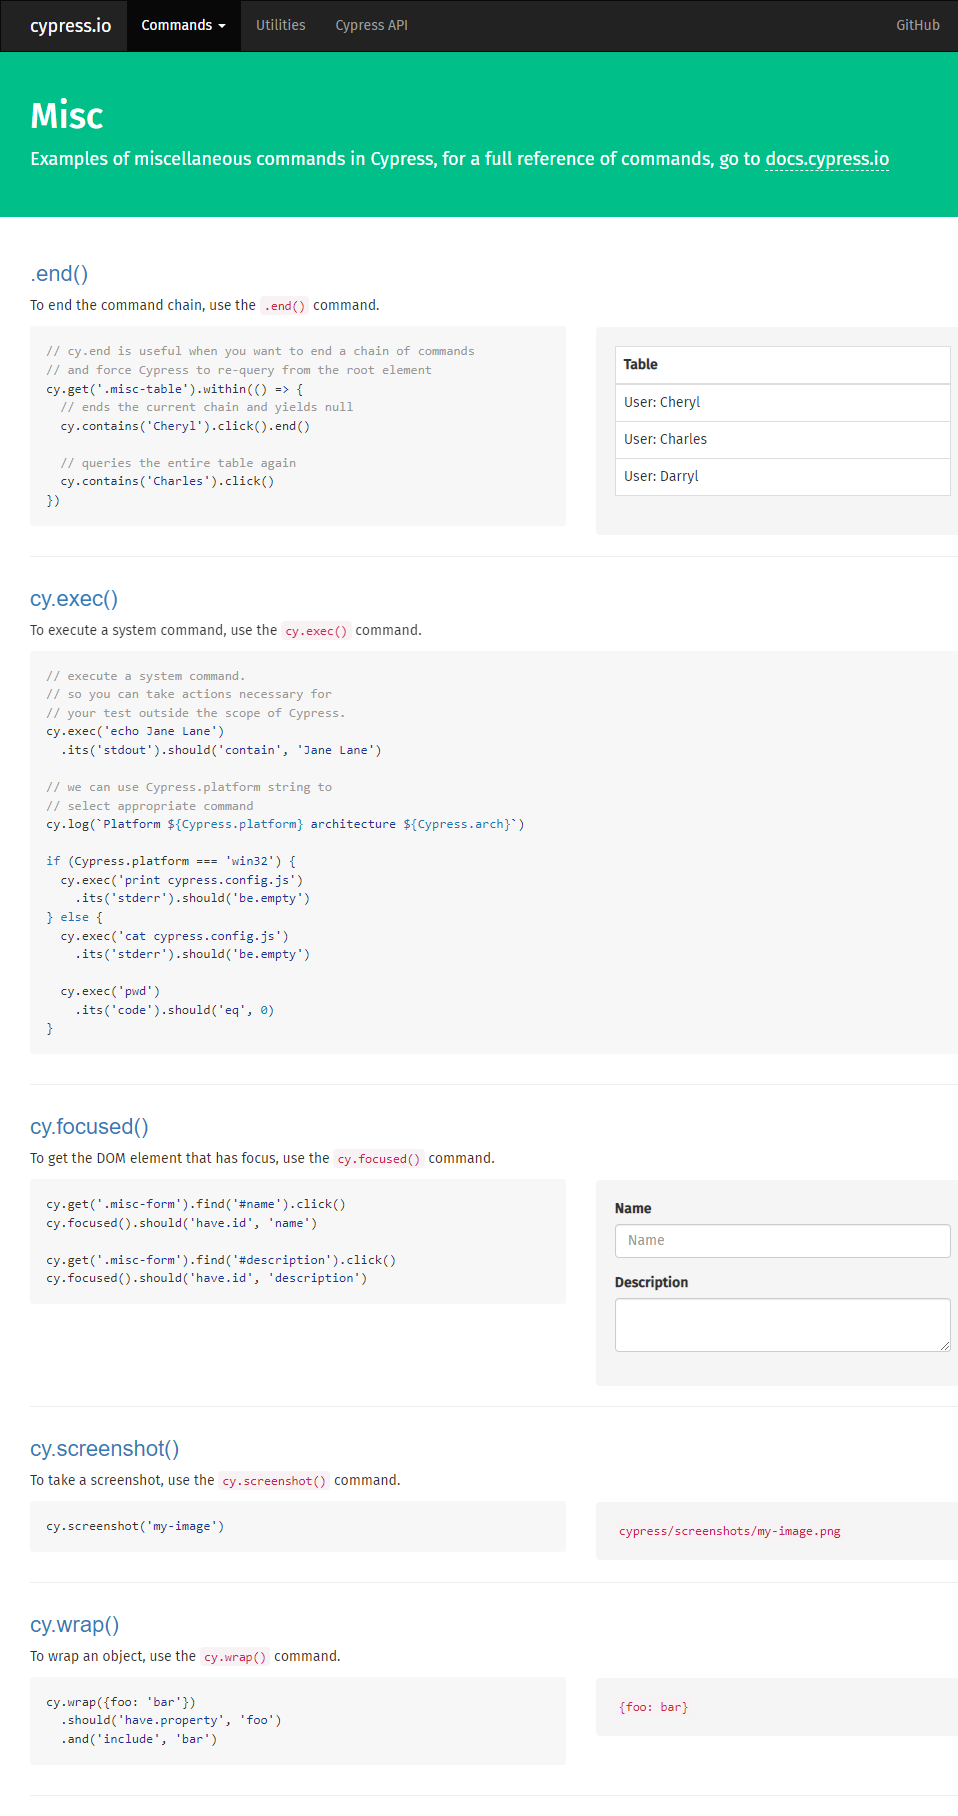 cypress.io Commands Utilities Cypress API GitHub
Misc
Examples of miscellaneous commands in Cypress, for a full reference of commands, go to docs.cypress.io
.end()
To end the command chain, use the .end() command.
// cy.end is useful when you want to end a chain of commands
// and force Cypress to re-query from the root element
cy.get('.misc-table').within(() => {
  // ends the current chain and yields null
  cy.contains('Cheryl').click().end()
  // queries the entire table again
  cy.contains('Charles').click()
})
Table
User: Cheryl
User: Charles
User: Darryl
cy.exec()
To execute a system command, use the cy.exec() command.
// execute a system command.
// so you can take actions necessary for
// your test outside the scope of Cypress.
cy.exec('echo Jane Lane')
  .its('stdout').should('contain', 'Jane Lane')
// we can use Cypress.platform string to
// select appropriate command
cy.log(`Platform ${Cypress.platform} architecture ${Cypress.arch}`)
if (Cypress.platform === 'win32') {
  cy.exec('print cypress.config.js')
    .its('stderr').should('be.empty')
} else {
  cy.exec('cat cypress.config.js')
    .its('stderr').should('be.empty')
  cy.exec('pwd')
    .its('code').should('eq', 0)
}
cy.focused()
To get the DOM element that has focus, use the cy.focused() command.
cy.get('.misc-form').find('#name').click()
cy.focused().should('have.id', 'name')
cy.get('.misc-form').find('#description').click()
cy.focused().should('have.id', 'description')
Name
Name
Description
cy.screenshot()
To take a screenshot, use the cy.screenshot() command.
cy.screenshot('my-image')
cypress/screenshots/my-image.png
cy.wrap()
To wrap an object, use the cy.wrap() command.
cy.wrap({foo: 'bar'})
  .should('have.property', 'foo')
  .and('include', 'bar')
{foo: bar}